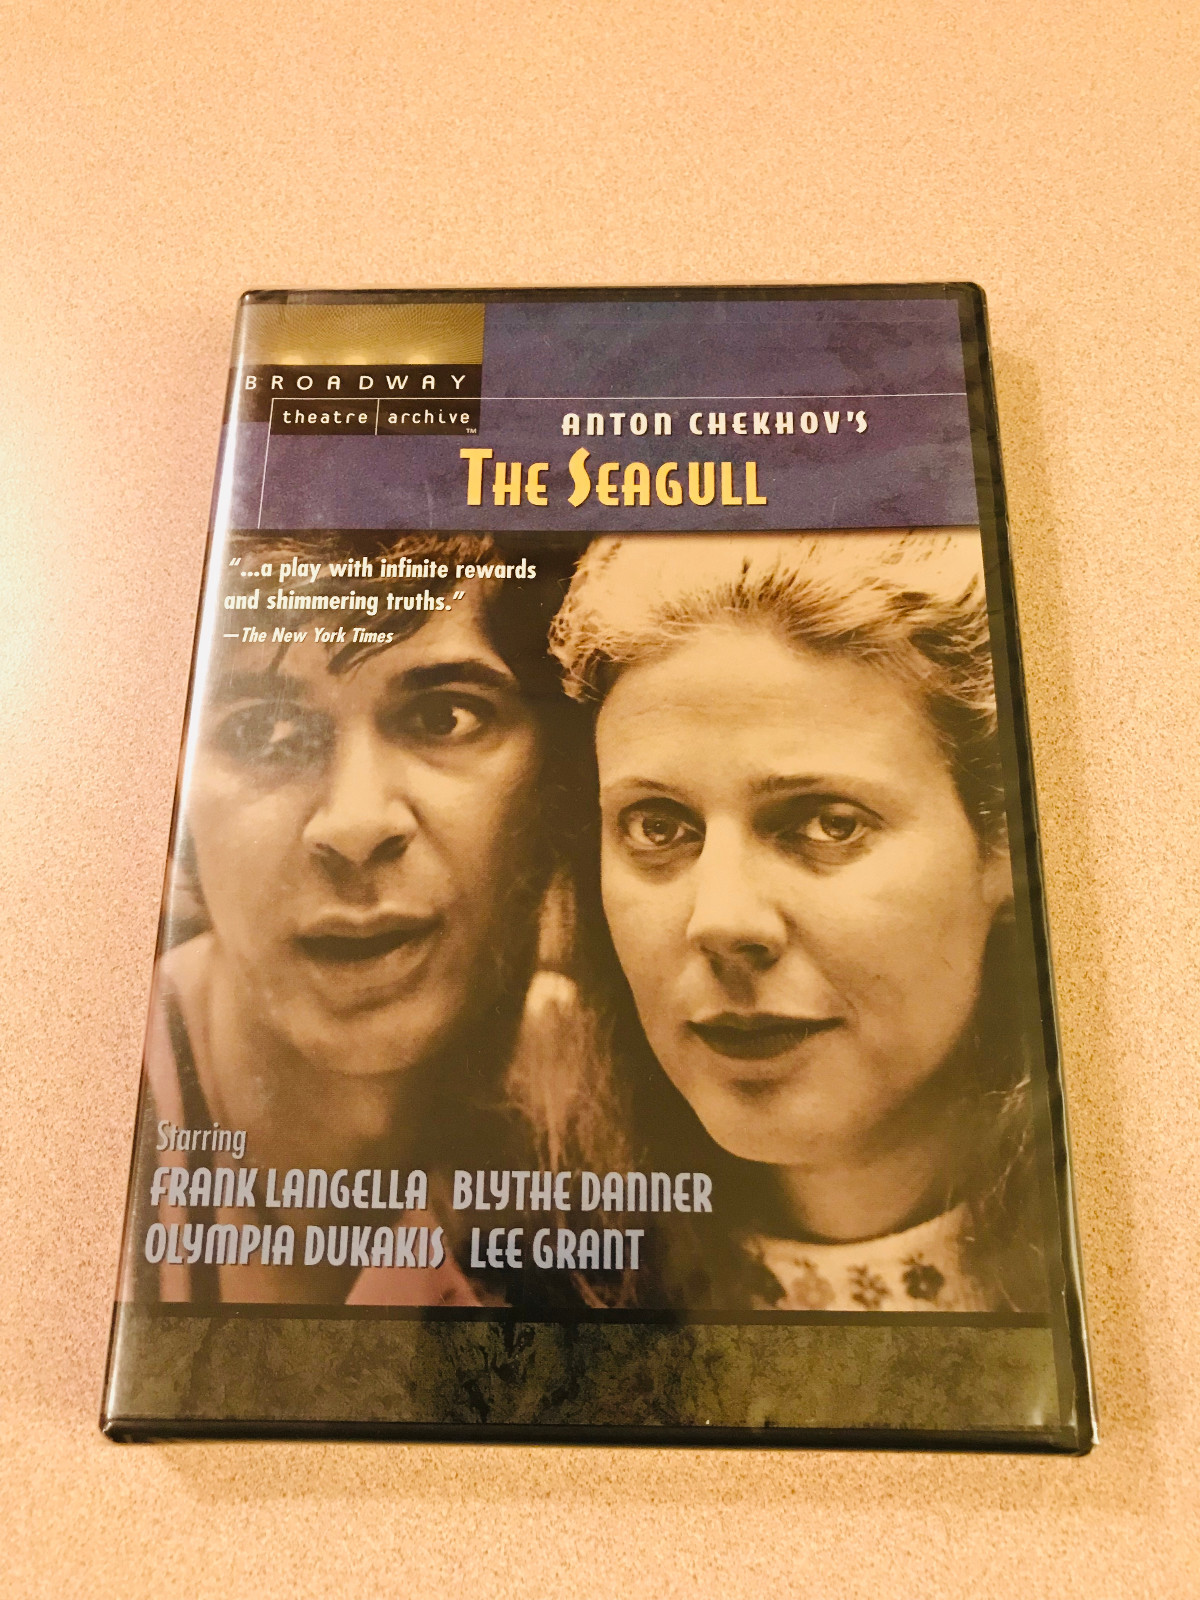 BROADWAY
theatre archive™
ANTON CHEKHOV'S
THE SEAGULL
"...a play with infinite rewards
and shimmering truths."
—The New York Times
Starring
FRANK LANGELLA BLYTHE DANNER
OLYMPIA DUKAKIS LEE GRANT